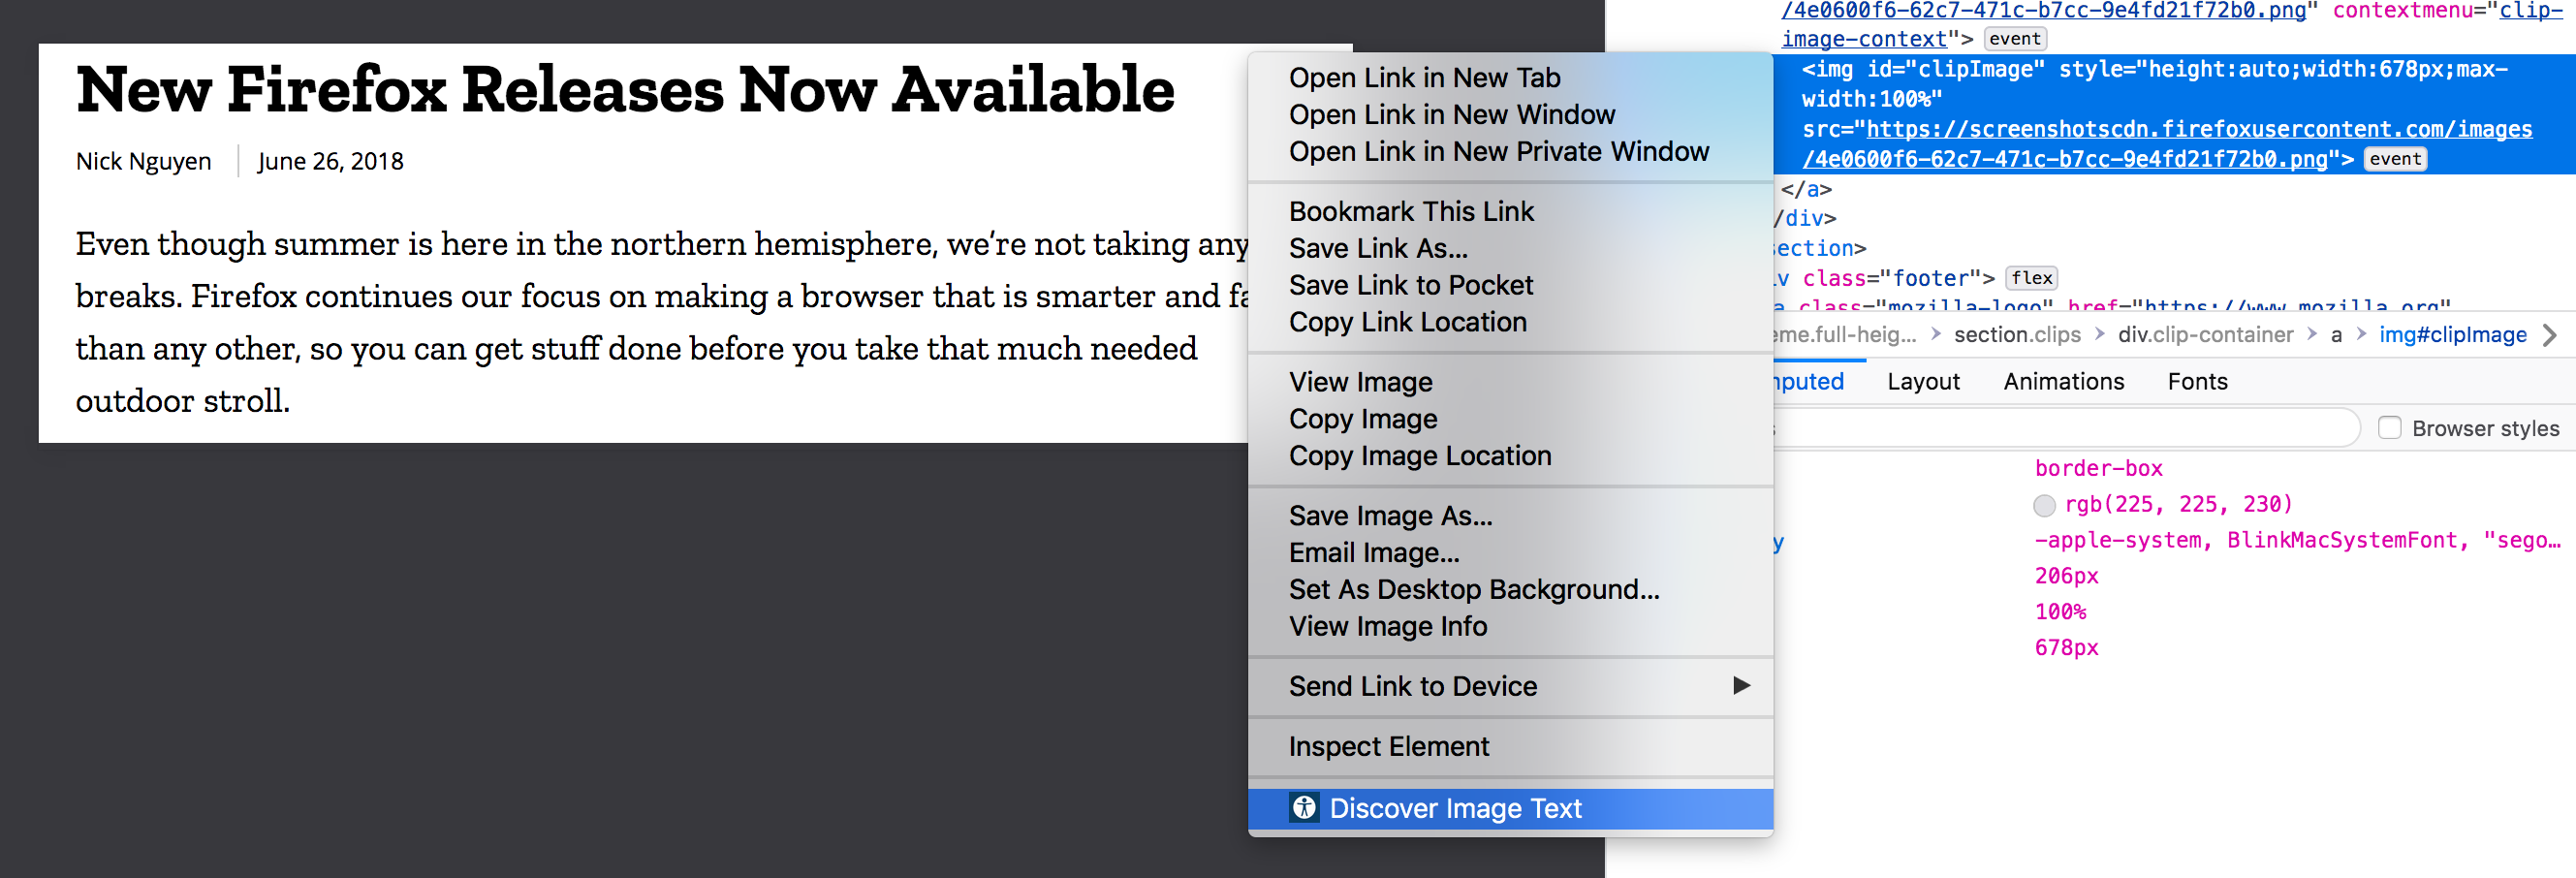 New Firefox Releases Now Available
Nick Nguyen
June 26, 2018
Even though summer is here in the northern hemisphere, we're not taking any
breaks. Firefox continues our focus on making a browser that is smarter and
than any other, so you can get stuff done before you take that much needed
outdoor stroll.
Open Link in New Tab
Open Link in New Window
Open Link in New Private Window
Bookmark This Link
Save Link As...
Save Link to Pocket
Copy Link Location
View Image
Copy Image
Copy Image Location
Save Image As...
Email Image...
Set As Desktop Background...
View Image Info
Send Link to Device
Inspect Element
Discover Image Text
/4e0600f6-62c7-471c-b7cc-9e4fd21f72b0.png" contextmenu="clip-
image-context"> event
<img id="clipImage" style="height:auto;width:678px;max-
width:100%"
src="https://screenshotscdn.firefoxusercontent.com/images
/4e0600f6-62c7-471c-b7cc-9e4fd21f72b0.png"> event
</a>
/div>
section>
class="footer"> flex
class="mozilla-logo" href="https://www.mozilla.org"
eme.full-heig... > section.clips > div.clip-container > a > img#clipImage
Layout
Animations
Fonts
Browser styles
border-box
rgb(225, 225, 230)
-apple-system, BlinkMacSystemFont, "sego...
206px
100%
678px